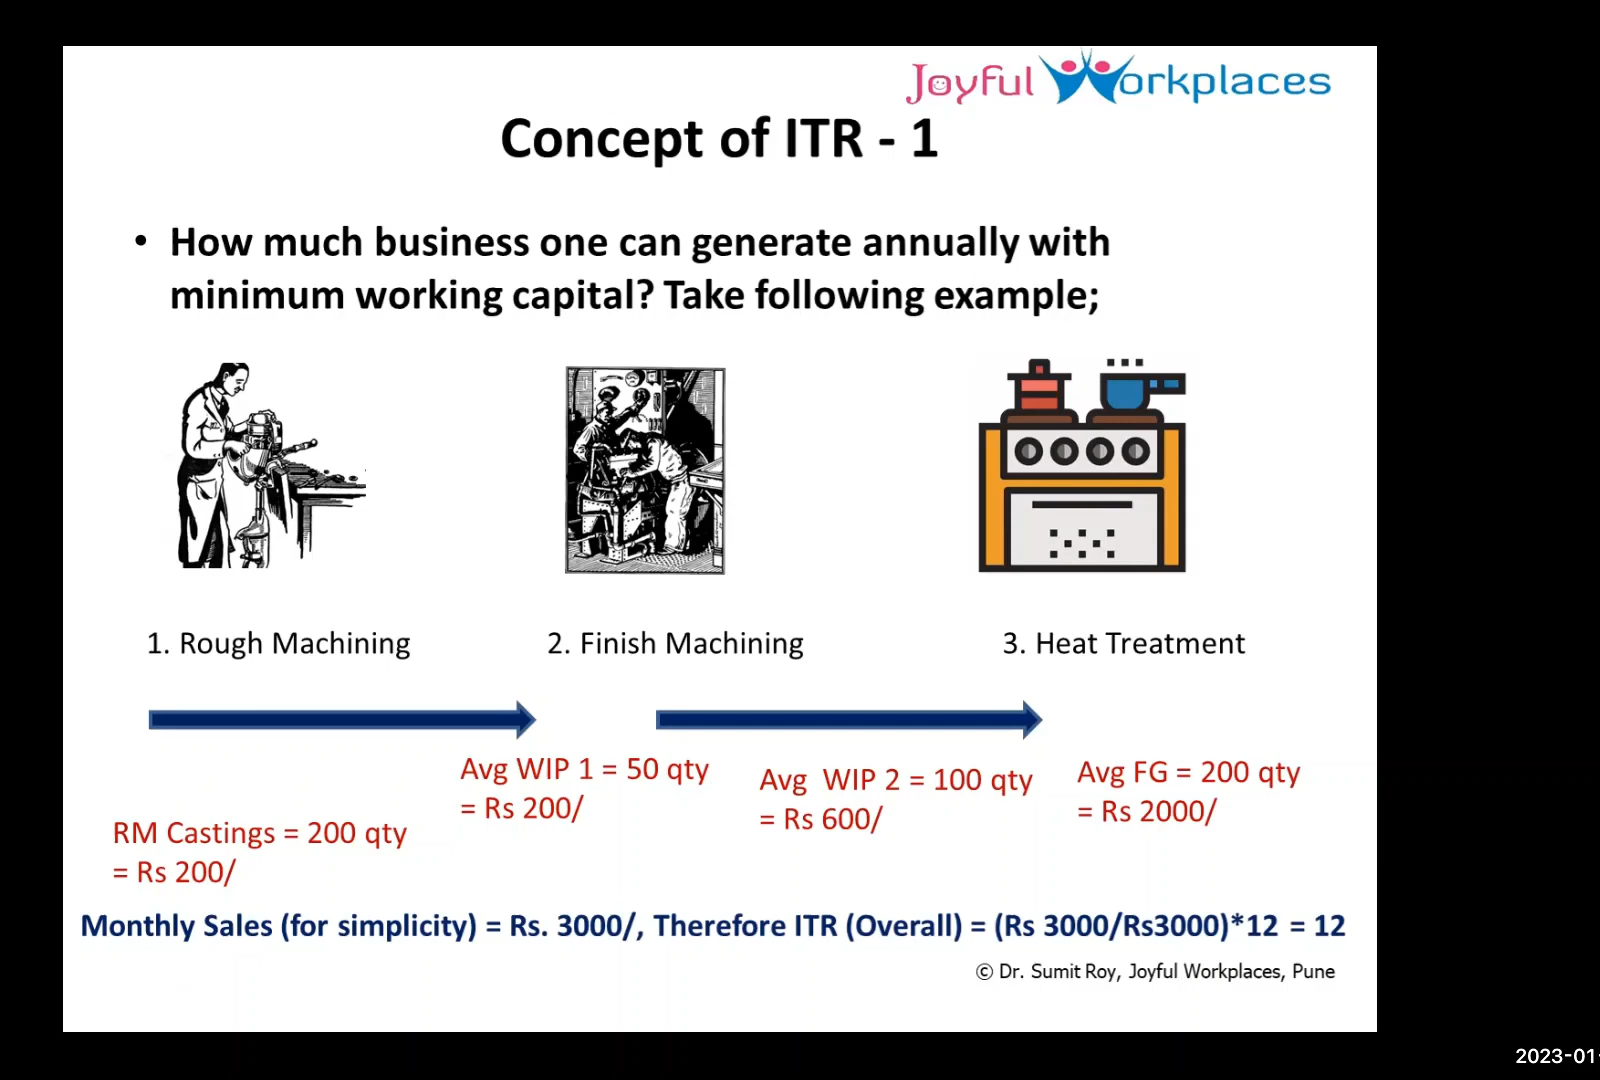 Joyful Workplaces
Concept of ITR - 1
• How much business one can generate annually with
minimum working capital? Take following example;
1. Rough Machining
2. Finish Machining
3. Heat Treatment
Avg WIP 1 = 50 qty
= Rs 200/
Avg WIP 2 = 100 qty
= Rs 600/
Avg FG = 200 qty
= Rs 2000/
RM Castings = 200 qty
= Rs 200/
Monthly Sales (for simplicity) = Rs. 3000/, Therefore ITR (Overall) = (Rs 3000/Rs3000)*12 = 12
© Dr. Sumit Roy, Joyful Workplaces, Pune
2023-01